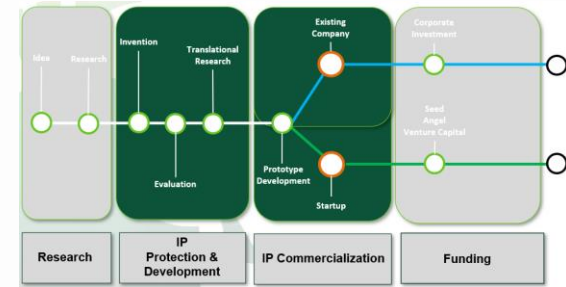 Idea
Research
Invention
Evaluation
Translational
Research
Prototype
Development
Existing
Company
Startup
Corporate
Investment
Seed
Angel
Venture Capital
Research
IP
Protection &
Development
IP Commercialization
Funding